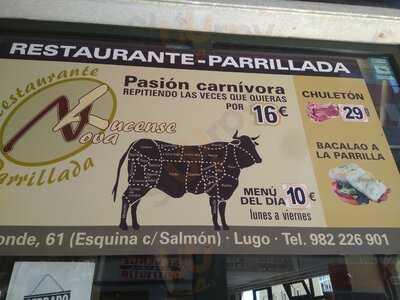 RESTAURANTE-PARRILLADA
Restaurante
Nova
Lucense
Parrillada
Pasión carnívora
REPITIENDO LAS VECES QUE QUIERAS
POR 16€
CHULETÓN
29
BACALAO A
LA PARRILLA
MENÚ
DEL DÍA 10€
lunes a viernes
onde, 61 (Esquina c/Salmón) · Lugo · Tel. 982 226 901
CERRADO